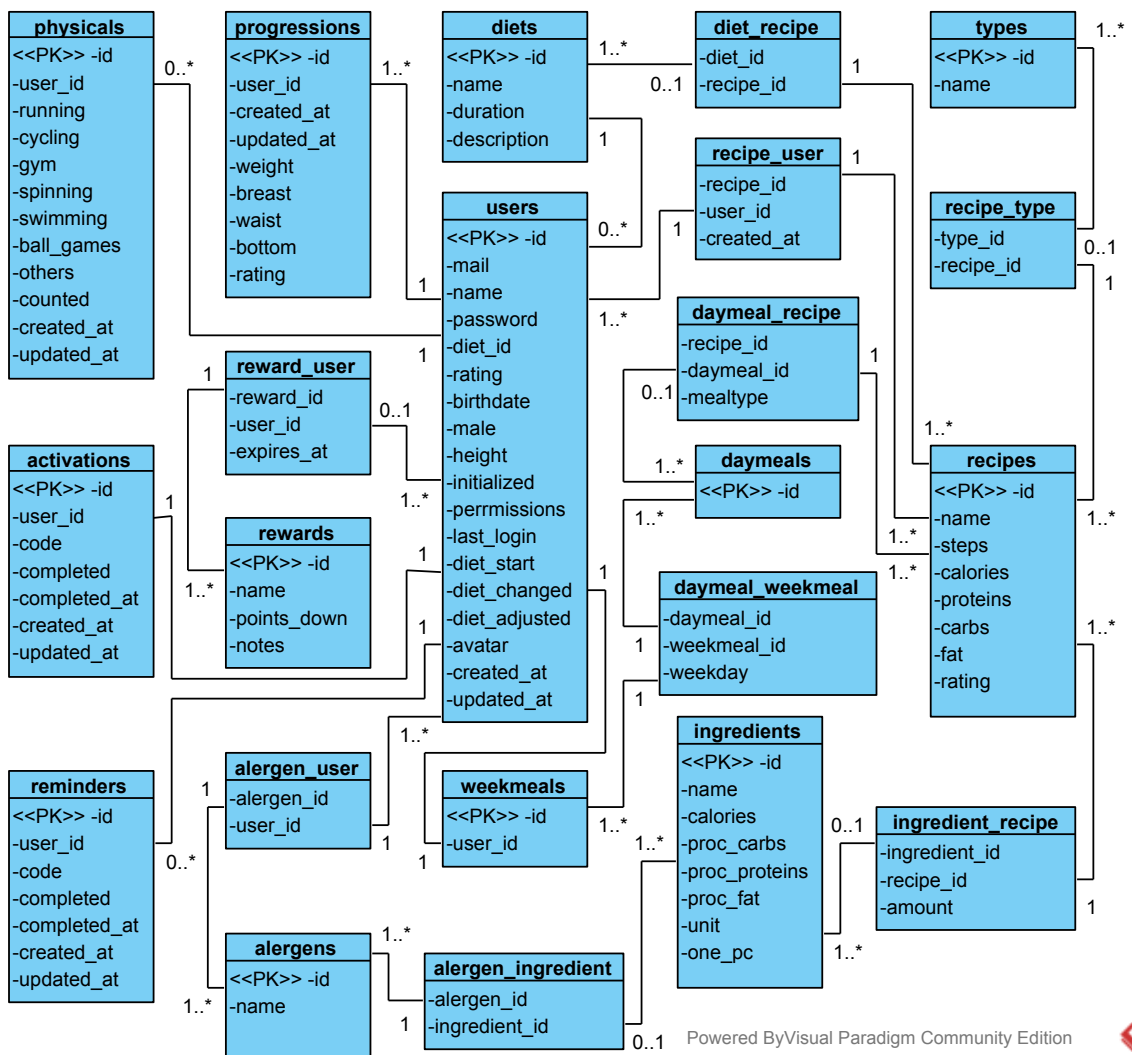 physicals
<<PK>> -id
-user_id
-running
-cycling
-gym
-spinning
-swimming
-ball_games
-others
-counted
-created_at
-updated_at
0..*
1
progressions
<<PK>> -id
-user_id
-created_at
-updated_at
-weight
-breast
-waist
-bottom
-rating
1..*
1
diets
<<PK>> -id
-name
-duration
-description
1..*
0..1
1
0..*
diet_recipe
-diet_id
-recipe_id
1
1..*
types
<<PK>> -id
-name
1..*
0..1
recipe_user
-recipe_id
-user_id
-created_at
1
1..*
1
1..*
recipe_type
-type_id
-recipe_id
1
1..*
users
<<PK>> -id
-mail
-name
-password
-diet_id
-rating
-birthdate
-male
-height
-initialized
-perrmissions
-last_login
-diet_start
-diet_changed
-diet_adjusted
-avatar
-created_at
-updated_at
daymeal_recipe
-recipe_id
-daymeal_id
-mealtype
0..1
1..*
1
1..*
reward_user
-reward_id
-user_id
-expires_at
1
1..*
0..1
1..*
activations
<<PK>> -id
-user_id
-code
-completed
-completed_at
-created_at
-updated_at
1
1
rewards
<<PK>> -id
-name
-points_down
-notes
daymeals
<<PK>> -id
1..*
1
recipes
<<PK>> -id
-name
-steps
-calories
-proteins
-carbs
-fat
-rating
1..*
1
daymeal_weekmeal
-daymeal_id
-weekmeal_id
-weekday
1
1..*
reminders
<<PK>> -id
-user_id
-code
-completed
-completed_at
-created_at
-updated_at
0..*
1
alergen_user
-alergen_id
-user_id
1
1..*
1
1..*
weekmeals
<<PK>> -id
-user_id
1
1
ingredients
<<PK>> -id
-name
-calories
-proc_carbs
-proc_proteins
-proc_fat
-unit
-one_pc
1..*
0..1
1..*
ingredient_recipe
-ingredient_id
-recipe_id
-amount
alergens
<<PK>> -id
-name
1..*
1
alergen_ingredient
-alergen_id
-ingredient_id
0..1
Powered ByVisual Paradigm Community Edition